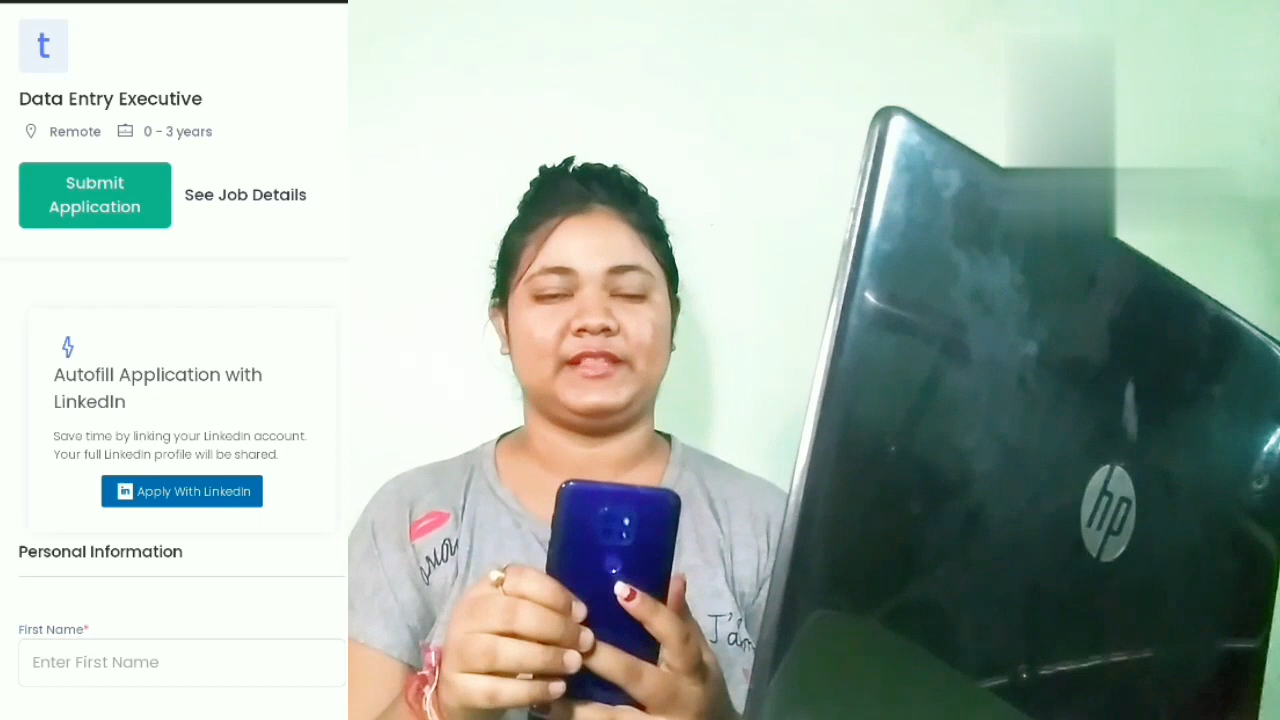 t
Data Entry Executive
Remote 0 - 3 years
Submit
Application
See Job Details
Autofill Application with
LinkedIn
Save time by linking your LinkedIn account.
Your full LinkedIn profile will be shared.
in Apply With LinkedIn
Personal Information
First Name*
Enter First Name
hp